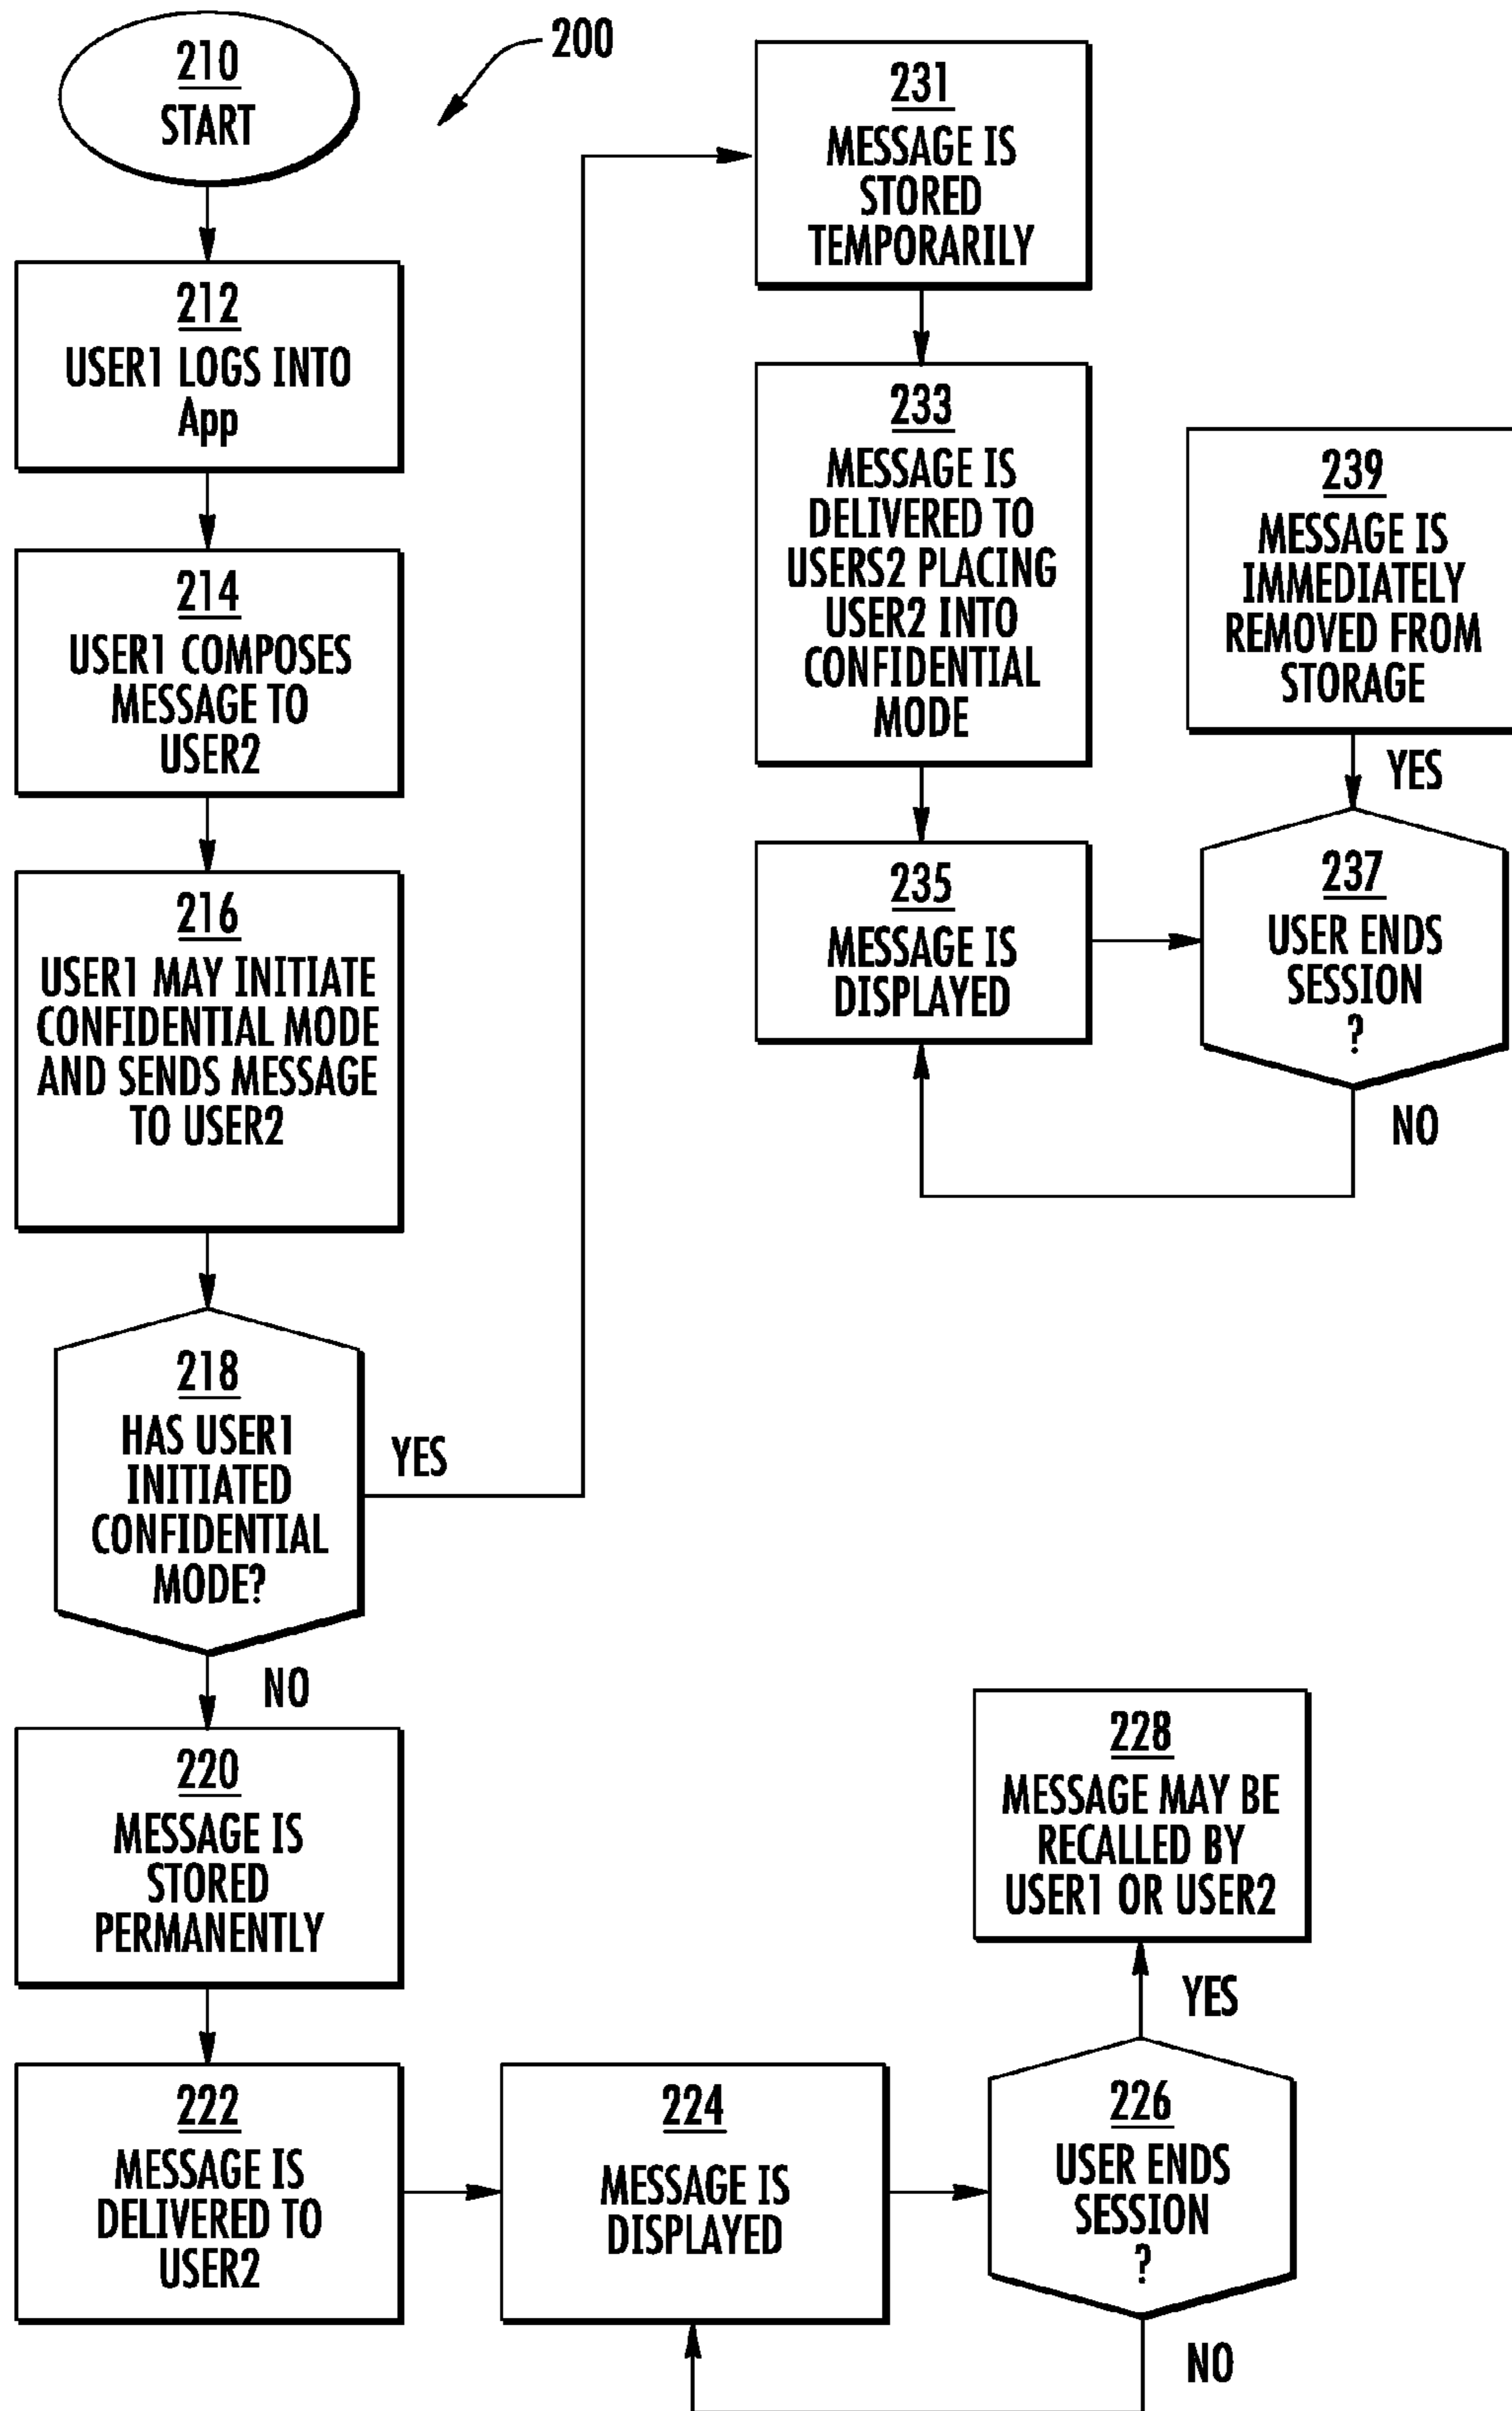 210
START
200
212
USER1 LOGS INTO
App
214
USER1 COMPOSES
MESSAGE TO
USER2
216
USER1 MAY INITIATE
CONFIDENTIAL MODE
AND SENDS MESSAGE
TO USER2
218
HAS USER1
INITIATED
CONFIDENTIAL
MODE?
YES
NO
220
MESSAGE IS
STORED
PERMANENTLY
222
MESSAGE IS
DELIVERED TO
USER2
224
MESSAGE IS
DISPLAYED
226
USER ENDS
SESSION
?
YES
NO
228
MESSAGE MAY BE
RECALLED BY
USER1 OR USER2
231
MESSAGE IS
STORED
TEMPORARILY
233
MESSAGE IS
DELIVERED TO
USERS2 PLACING
USER2 INTO
CONFIDENTIAL
MODE
235
MESSAGE IS
DISPLAYED
237
USER ENDS
SESSION
?
YES
NO
239
MESSAGE IS
IMMEDIATELY
REMOVED FROM
STORAGE